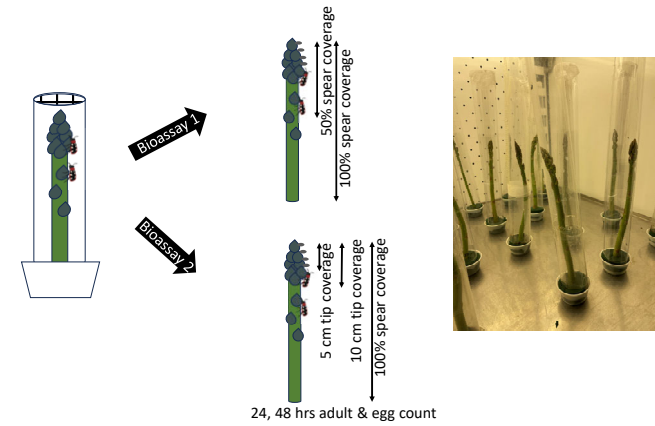 Bioassay 1
50% spear coverage
100% spear coverage
Bioassay 2
5 cm tip coverage
10 cm tip coverage
100% spear coverage
24, 48 hrs adult & egg count